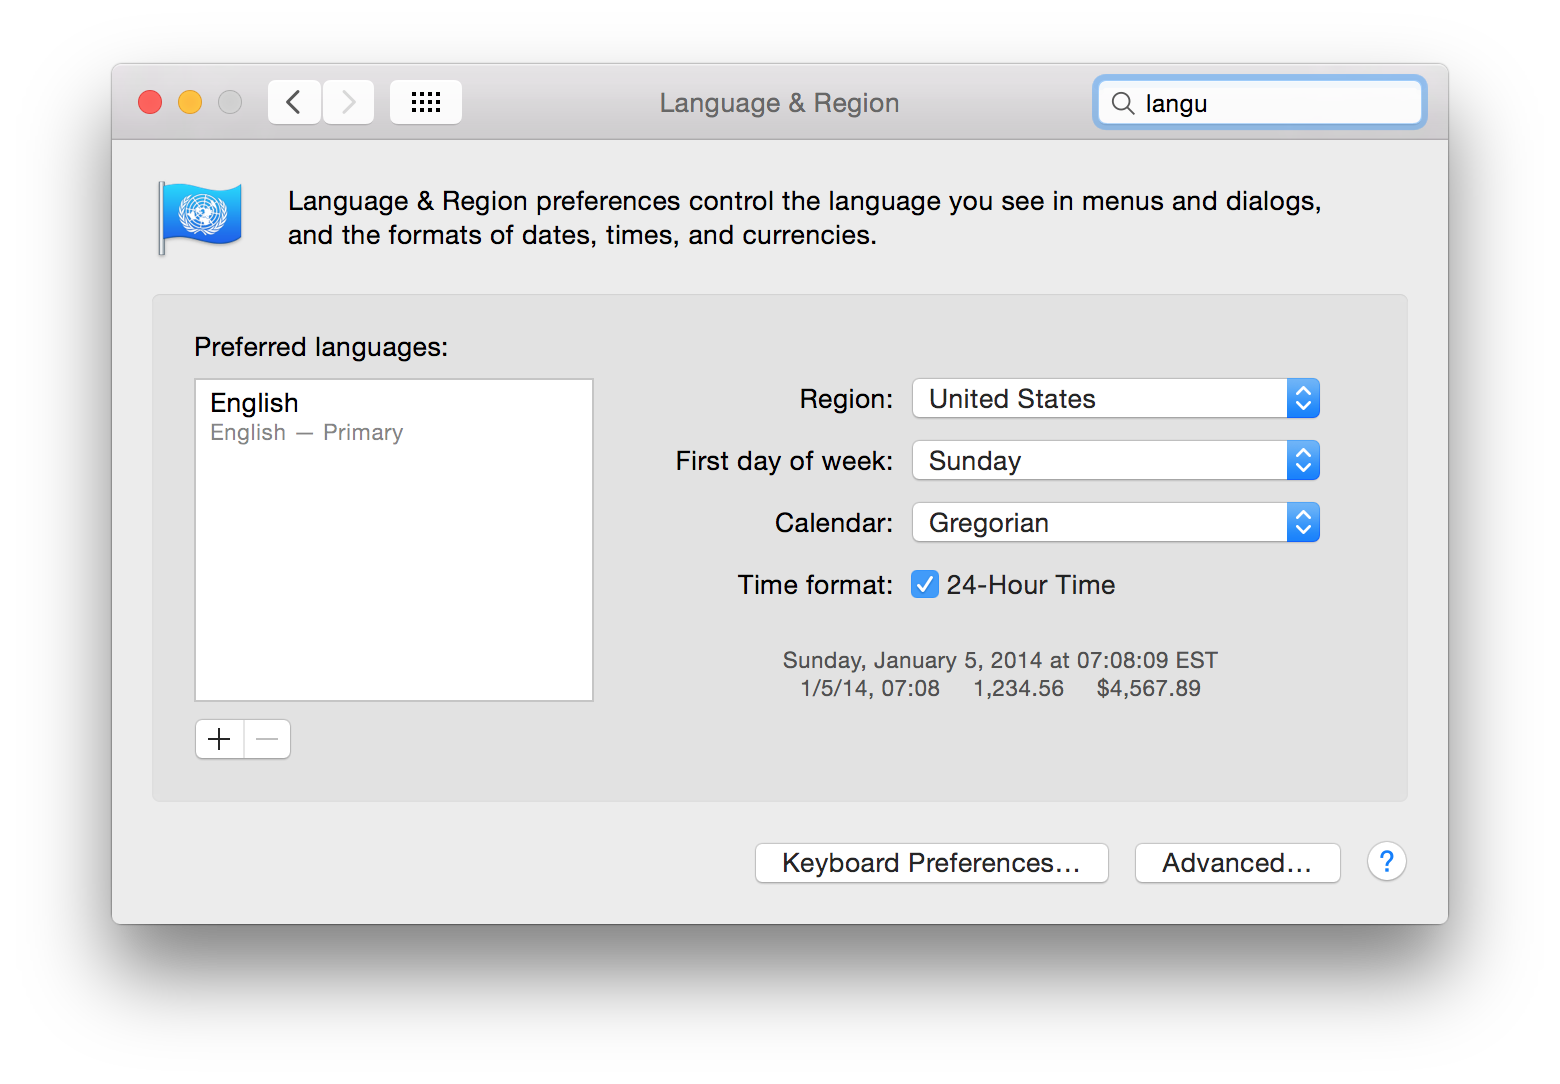 Language & Region
langu
Language & Region preferences control the language you see in menus and dialogs,
and the formats of dates, times, and currencies.
Preferred languages:
English
English — Primary
Region: United States
First day of week: Sunday
Calendar: Gregorian
Time format: 24-Hour Time
Sunday, January 5, 2014 at 07:08:09 EST
1/5/14, 07:08 1,234.56 $4,567.89
Keyboard Preferences... Advanced... ?